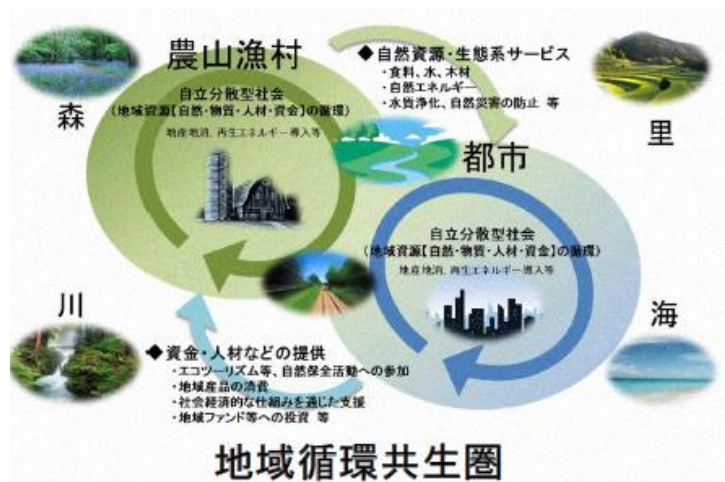 農山漁村
森
自立分散型社会
(地域資源【自然・物質・人材・資金】の循環)
地産地消、再生エネルギー導入等
◆自然資源・生態系サービス
・食料、水、木材
・自然エネルギー
・水質浄化、自然災害の防止 等
里
都市
自立分散型社会
(地域資源【自然・物質・人材・資金】の循環)
地産地消、再生エネルギー導入等
川
海
◆資金・人材などの提供
・エコツーリズム等、自然保全活動への参加
・地域産品の消費
・社会経済的な仕組みを通じた支援
・地域ファンド等への投資 等
地域循環共生圏